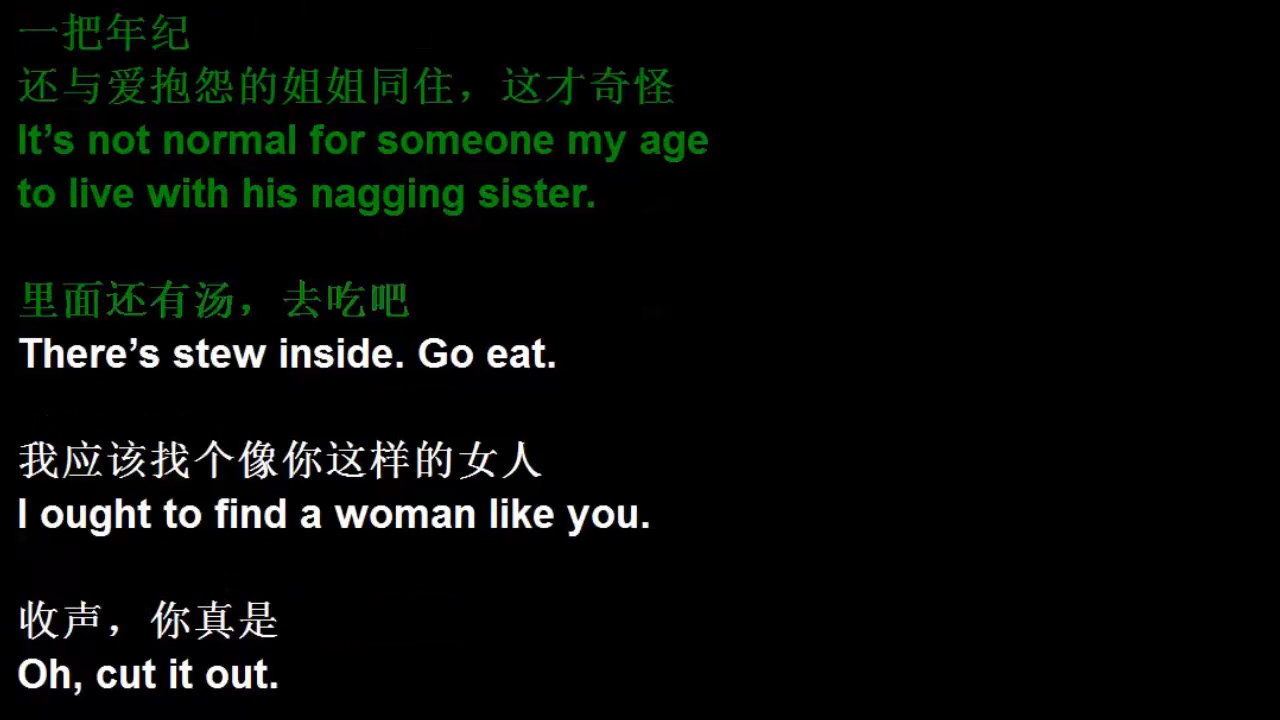 一把年纪
还与爱抱怨的姐姐同住，这才奇怪
It’s not normal for someone my age
to live with his nagging sister.
里面还有汤，去吃吧
There’s stew inside. Go eat.
我应该找个像你这样的女人
I ought to find a woman like you.
收声，你真是
Oh, cut it out.